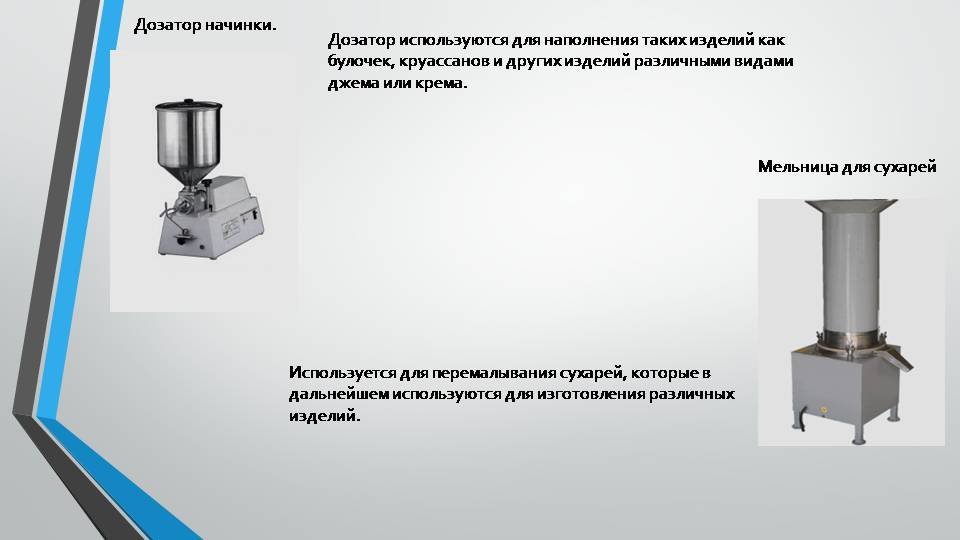 Дозатор начинки.
Дозатор используются для наполнения таких изделий как
булочек, круассанов и других изделий различными видами
джема или крема.
Мельница для сухарей
Используется для перемалывания сухарей, которые в
дальнейшем используются для изготовления различных
изделий.